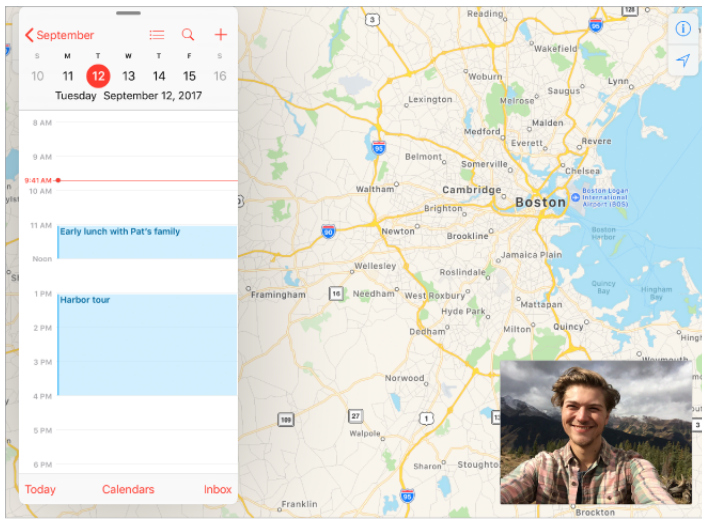 September
S M T W T F S
10 11 12 13 14 15 16
Tuesday September 12, 2017
8 AM
9 AM
9:41 AM
10 AM
11 AM
Early lunch with Pat's family
Noon
1 PM
Harbor tour
2 PM
3 PM
4 PM
5 PM
6 PM
Today Calendars Inbox
Reading
3
128
95
Wakefield
Woburn
Saugus
Lynn
Lexington
Melrose
Malden
Medford
Everett
Revere
95
Belmont
Somerville
Chelsea
Waltham
Cambridge
Boston
Boston Logan
International
Airport (BOS)
Brighton
90
Newton
Brookline
Boston
Harbor
Jamaica Plain
Wellesley
Roslindale
Quincy
Bay
Hingham
Bay
Framingham
16
Needham
West Roxbury
Hyde Park
Mattapan
Dedham
Milton
Quincy
Norwood
109
27
1
3
Walpole
Sharon
95
Franklin
Brockton